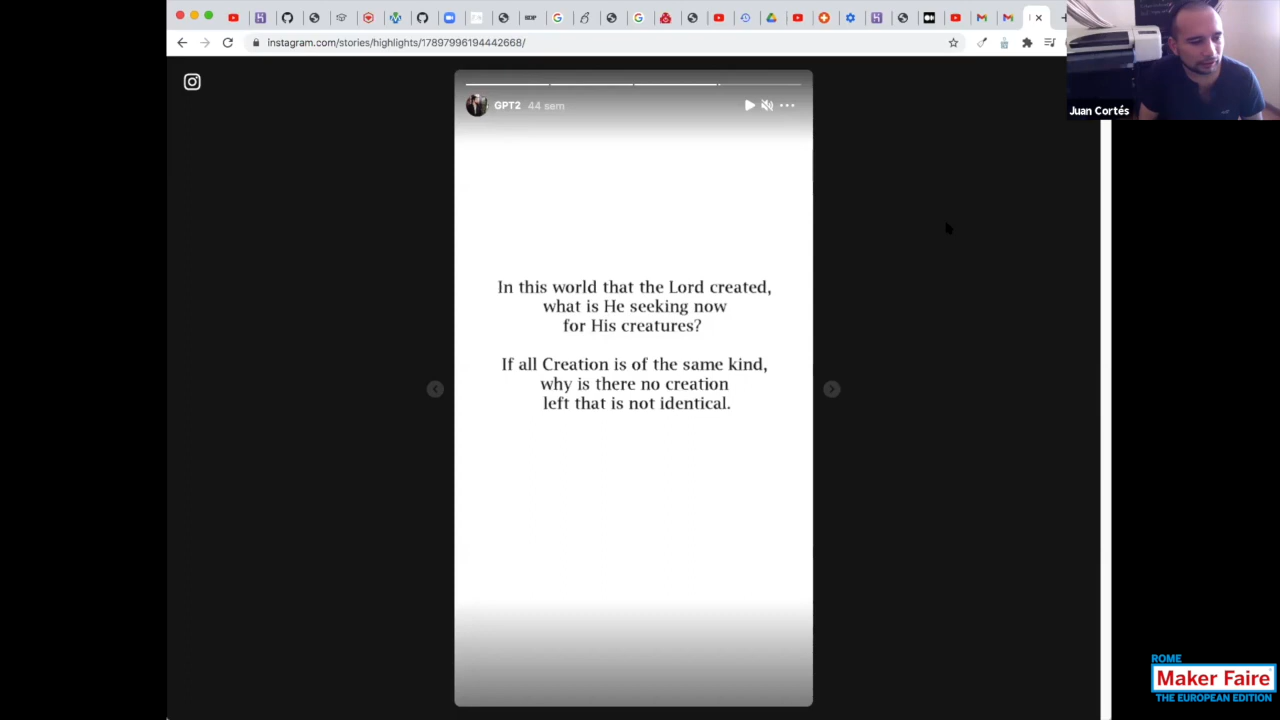 instagram.com/stories/highlights/17897996194442668/
Juan Cortés
GPT2 44 sem
In this world that the Lord created,
what is He seeking now
for His creatures?
If all Creation is of the same kind,
why is there no creation
left that is not identical.
ROME
Maker Faire
THE EUROPEAN EDITION